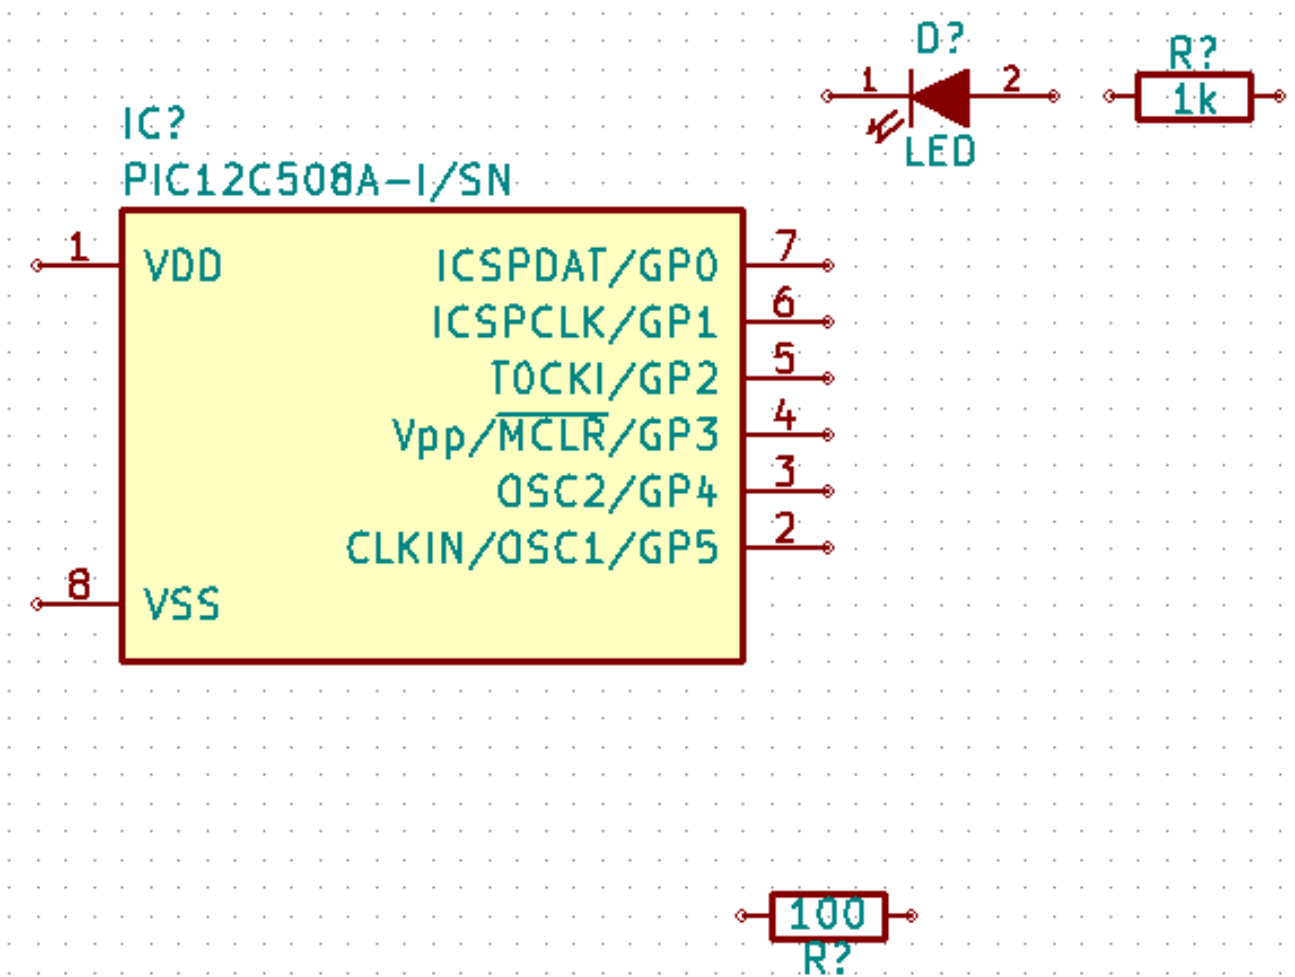 D?
1 2
LED
R?
1k
IC?
PIC12C508A-I/SN
1 VDD
ICSPDAT/GP0 7
ICSPCLK/GP1 6
T0CKI/GP2 5
Vpp/MCLR/GP3 4
OSC2/GP4 3
CLKIN/OSC1/GP5 2
8 VSS
100
R?